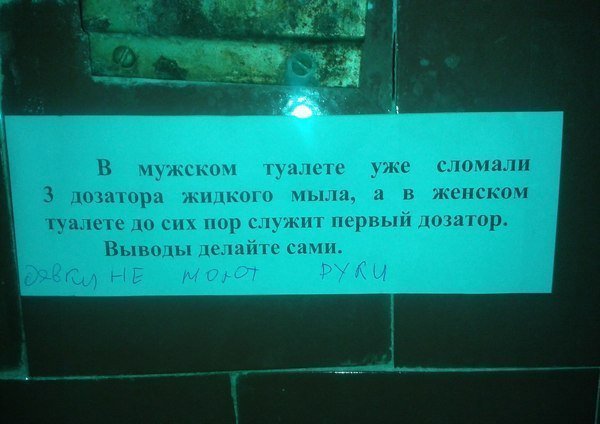 В мужском туалете уже сломали
3 дозатора жидкого мыла, а в женском
туалете до сих пор служит первый дозатор.
Выводы делайте сами.
дэвки НЕ моют РУКИ